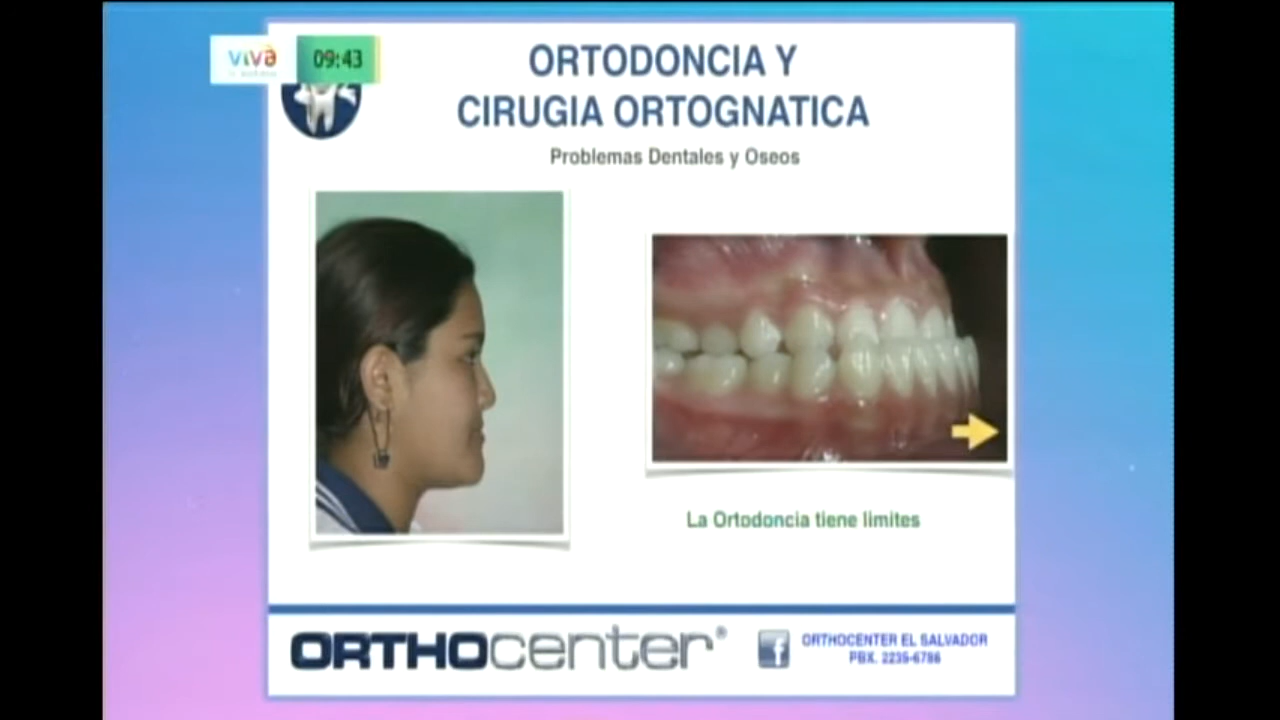 viva
09:43
ORTODONCIA Y
CIRUGIA ORTOGNATICA
Problemas Dentales y Oseos
La Ortodoncia tiene limites
ORTHOcenter®
f
ORTHOCENTER EL SALVADOR
PBX. 2235-6786